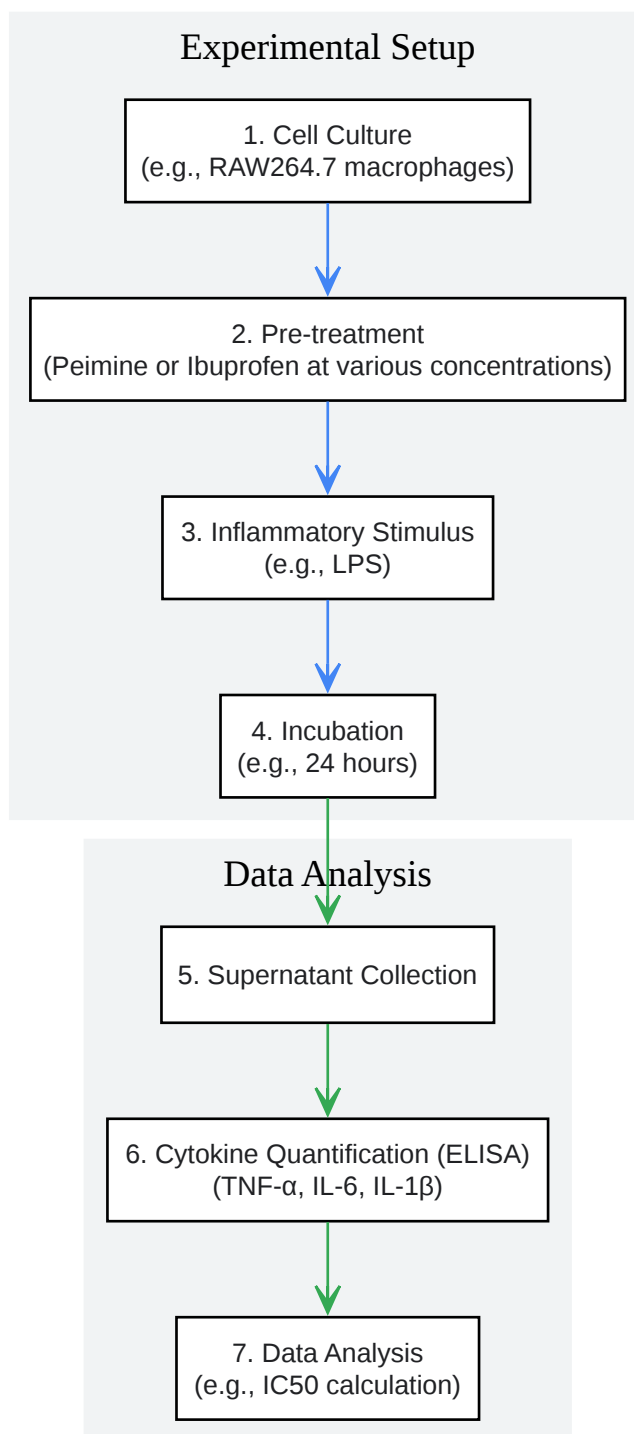 Experimental Setup
1. Cell Culture
(e.g., RAW264.7 macrophages)
2. Pre-treatment
(Peimine or Ibuprofen at various concentrations)
3. Inflammatory Stimulus
(e.g., LPS)
4. Incubation
(e.g., 24 hours)
Data Analysis
5. Supernatant Collection
6. Cytokine Quantification (ELISA)
(TNF-α, IL-6, IL-1β)
7. Data Analysis
(e.g., IC50 calculation)